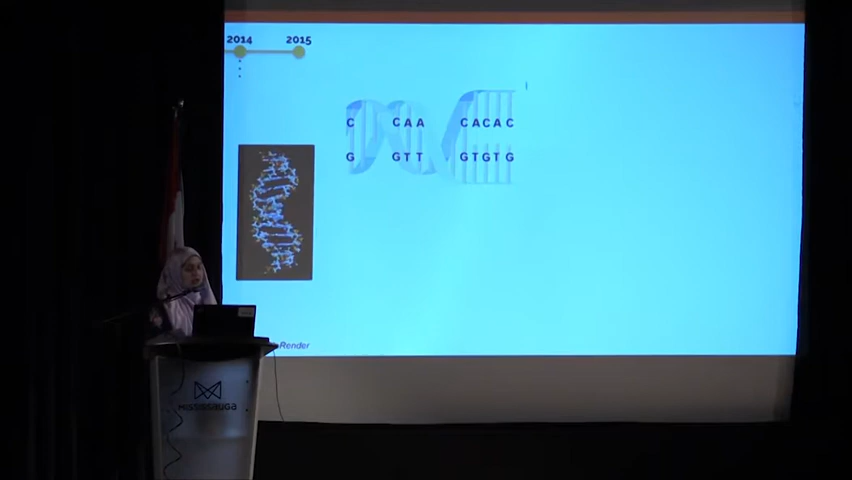 2014 2015
C CAA CACAC
G GTT GTGTG
Render
MISSISSAUGA